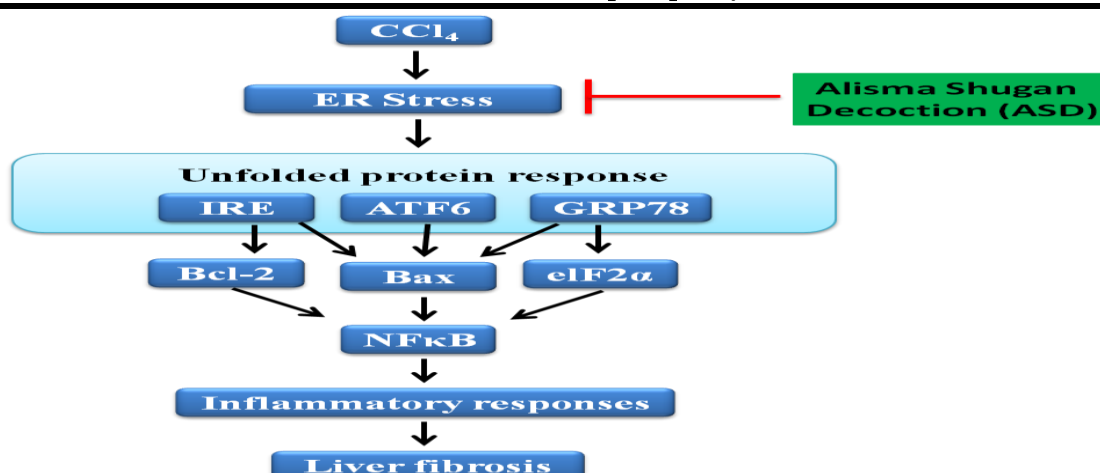 CCl₄
ER Stress
Alisma Shugan
Decoction (ASD)
Unfolded protein response
IRE
ATF6
GRP78
Bcl-2
Bax
eIF2α
NFκB
Inflammatory responses
Liver fibrosis